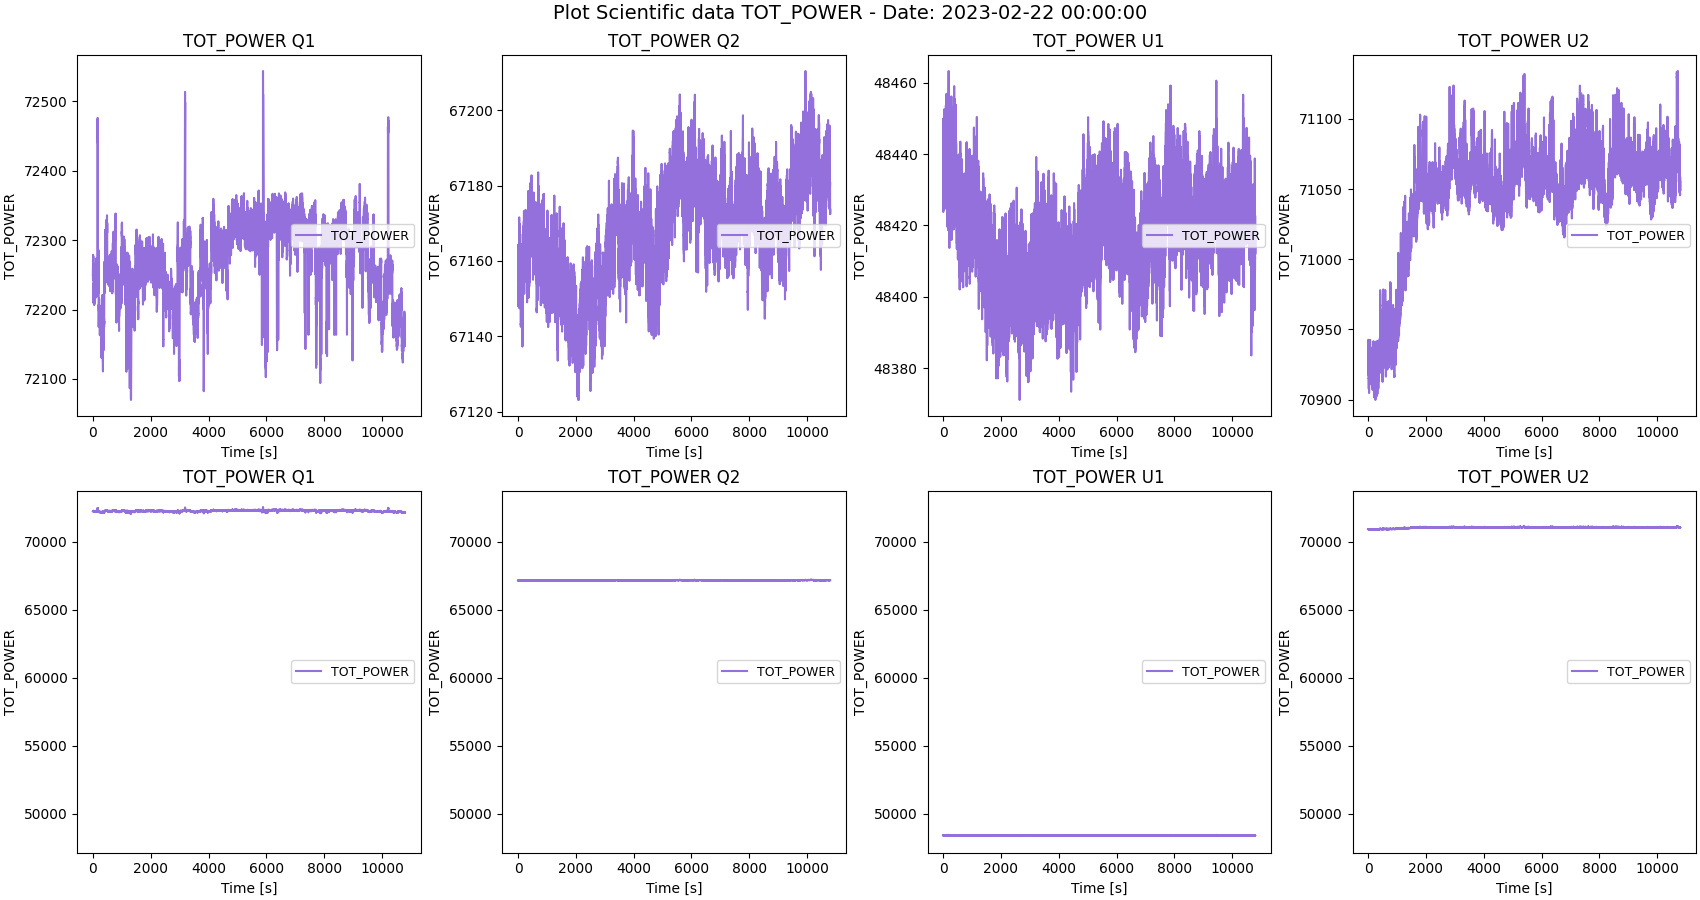 Plot Scientific data TOT_POWER - Date: 2023-02-22 00:00:00
TOT_POWER Q1
TOT_POWER
72500
72400
72300
72200
72100
TOT_POWER
0 2000 4000 6000 8000 10000
Time [s]
TOT_POWER Q2
TOT_POWER
67200
67180
67160
67140
67120
TOT_POWER
0 2000 4000 6000 8000 10000
Time [s]
TOT_POWER U1
TOT_POWER
48460
48440
48420
48400
48380
TOT_POWER
0 2000 4000 6000 8000 10000
Time [s]
TOT_POWER U2
TOT_POWER
71100
71050
71000
70950
70900
TOT_POWER
0 2000 4000 6000 8000 10000
Time [s]
TOT_POWER Q1
TOT_POWER
70000
65000
60000
55000
50000
TOT_POWER
0 2000 4000 6000 8000 10000
Time [s]
TOT_POWER Q2
TOT_POWER
70000
65000
60000
55000
50000
TOT_POWER
0 2000 4000 6000 8000 10000
Time [s]
TOT_POWER U1
TOT_POWER
70000
65000
60000
55000
50000
TOT_POWER
0 2000 4000 6000 8000 10000
Time [s]
TOT_POWER U2
TOT_POWER
70000
65000
60000
55000
50000
TOT_POWER
0 2000 4000 6000 8000 10000
Time [s]